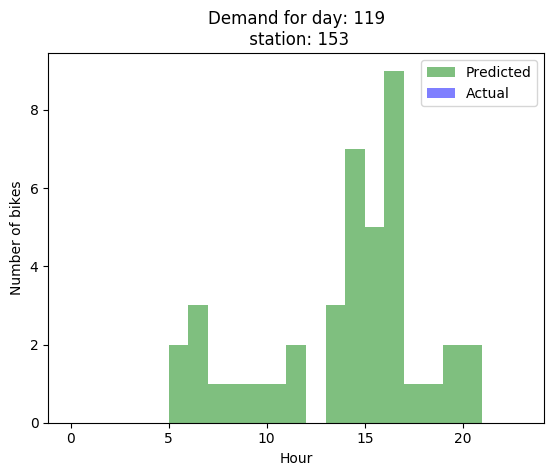 Demand for day: 119
station: 153
Predicted
Actual
Number of bikes
8
6
4
2
0
0
5
10
15
20
Hour